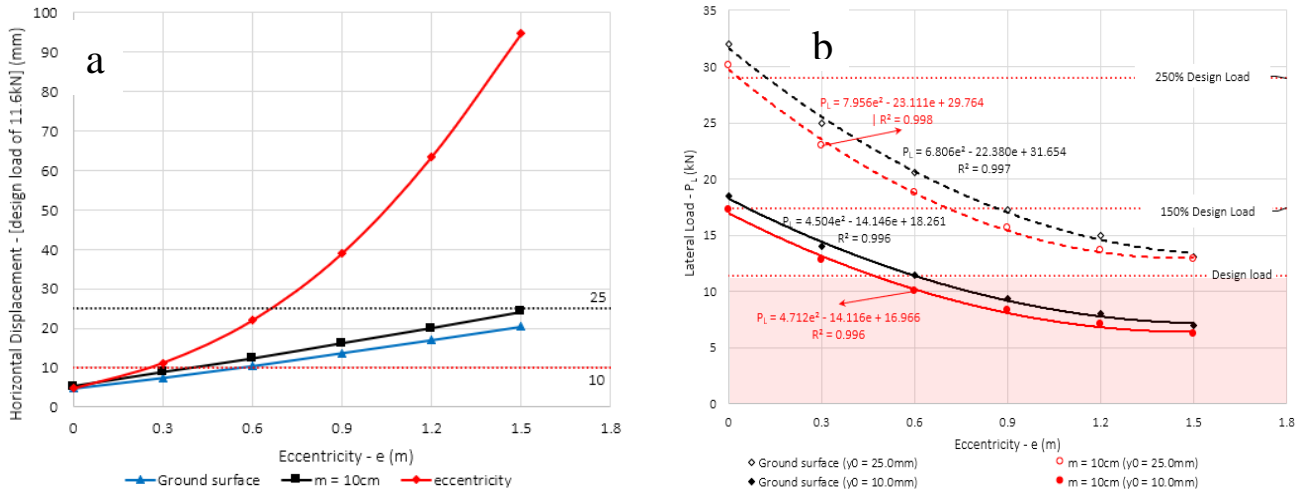 a
Horizontal Displacement - [design load of 11.6kN] (mm)
100
90
80
70
60
50
40
30
20
10
0
25
10
0
0.3
0.6
0.9
1.2
1.5
1.8
Eccentricity - e (m)
Ground surface
m = 10cm
eccentricity
b
Lateral Load - P_L (kN)
35
30
25
20
15
10
5
0
250% Design Load
P_L = 7.956e² - 23.111e + 29.764
| R² = 0.998
P_L = 6.806e² - 22.380e + 31.654
R² = 0.997
150% Design Load
P_L = 4.504e² - 14.146e + 18.261
R² = 0.996
Design load
P_L = 4.712e² - 14.116e + 16.966
R² = 0.996
0
0.3
0.6
0.9
1.2
1.5
1.8
Eccentricity - e (m)
Ground surface (y0 = 25.0mm)
m = 10cm (y0 = 25.0mm)
Ground surface (y0 = 10.0mm)
m = 10cm (y0 = 10.0mm)